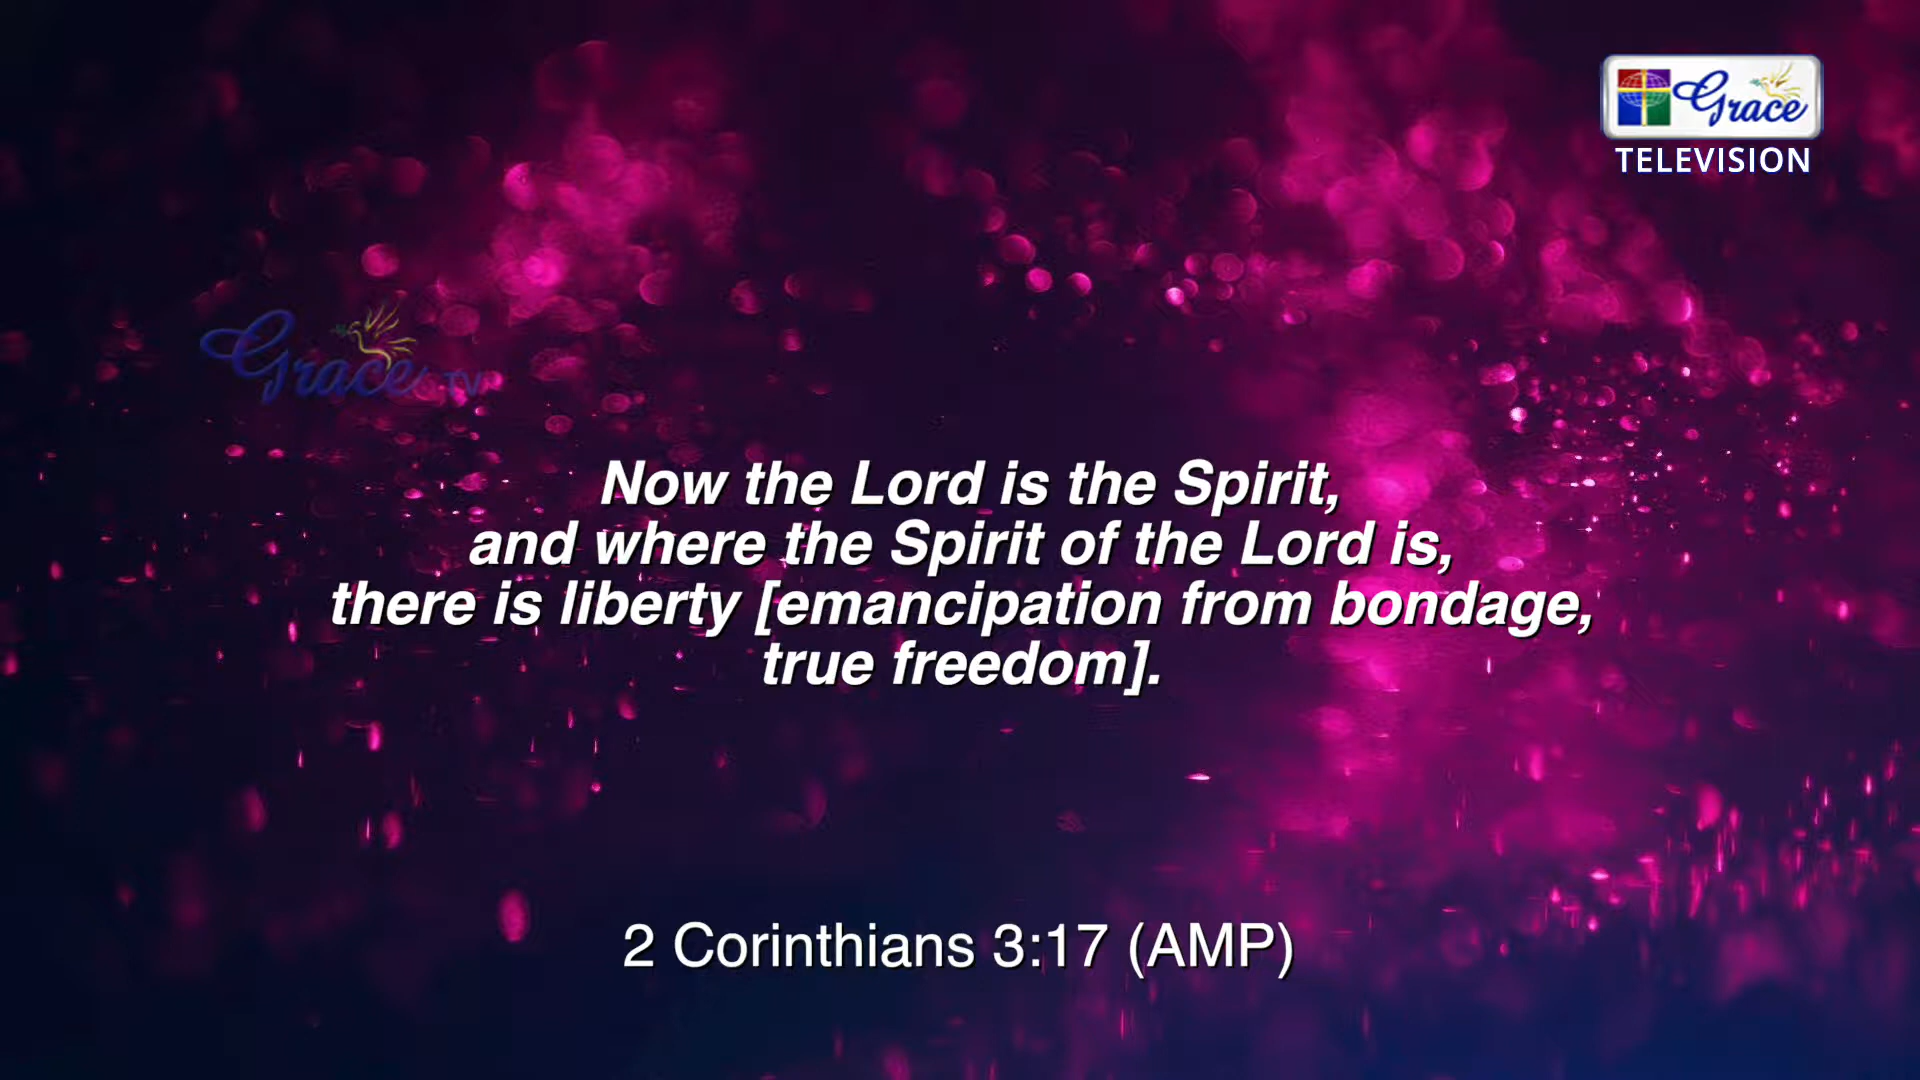 Grace
TELEVISION
Grace TV
Now the Lord is the Spirit,
and where the Spirit of the Lord is,
there is liberty [emancipation from bondage,
true freedom].
2 Corinthians 3:17 (AMP)